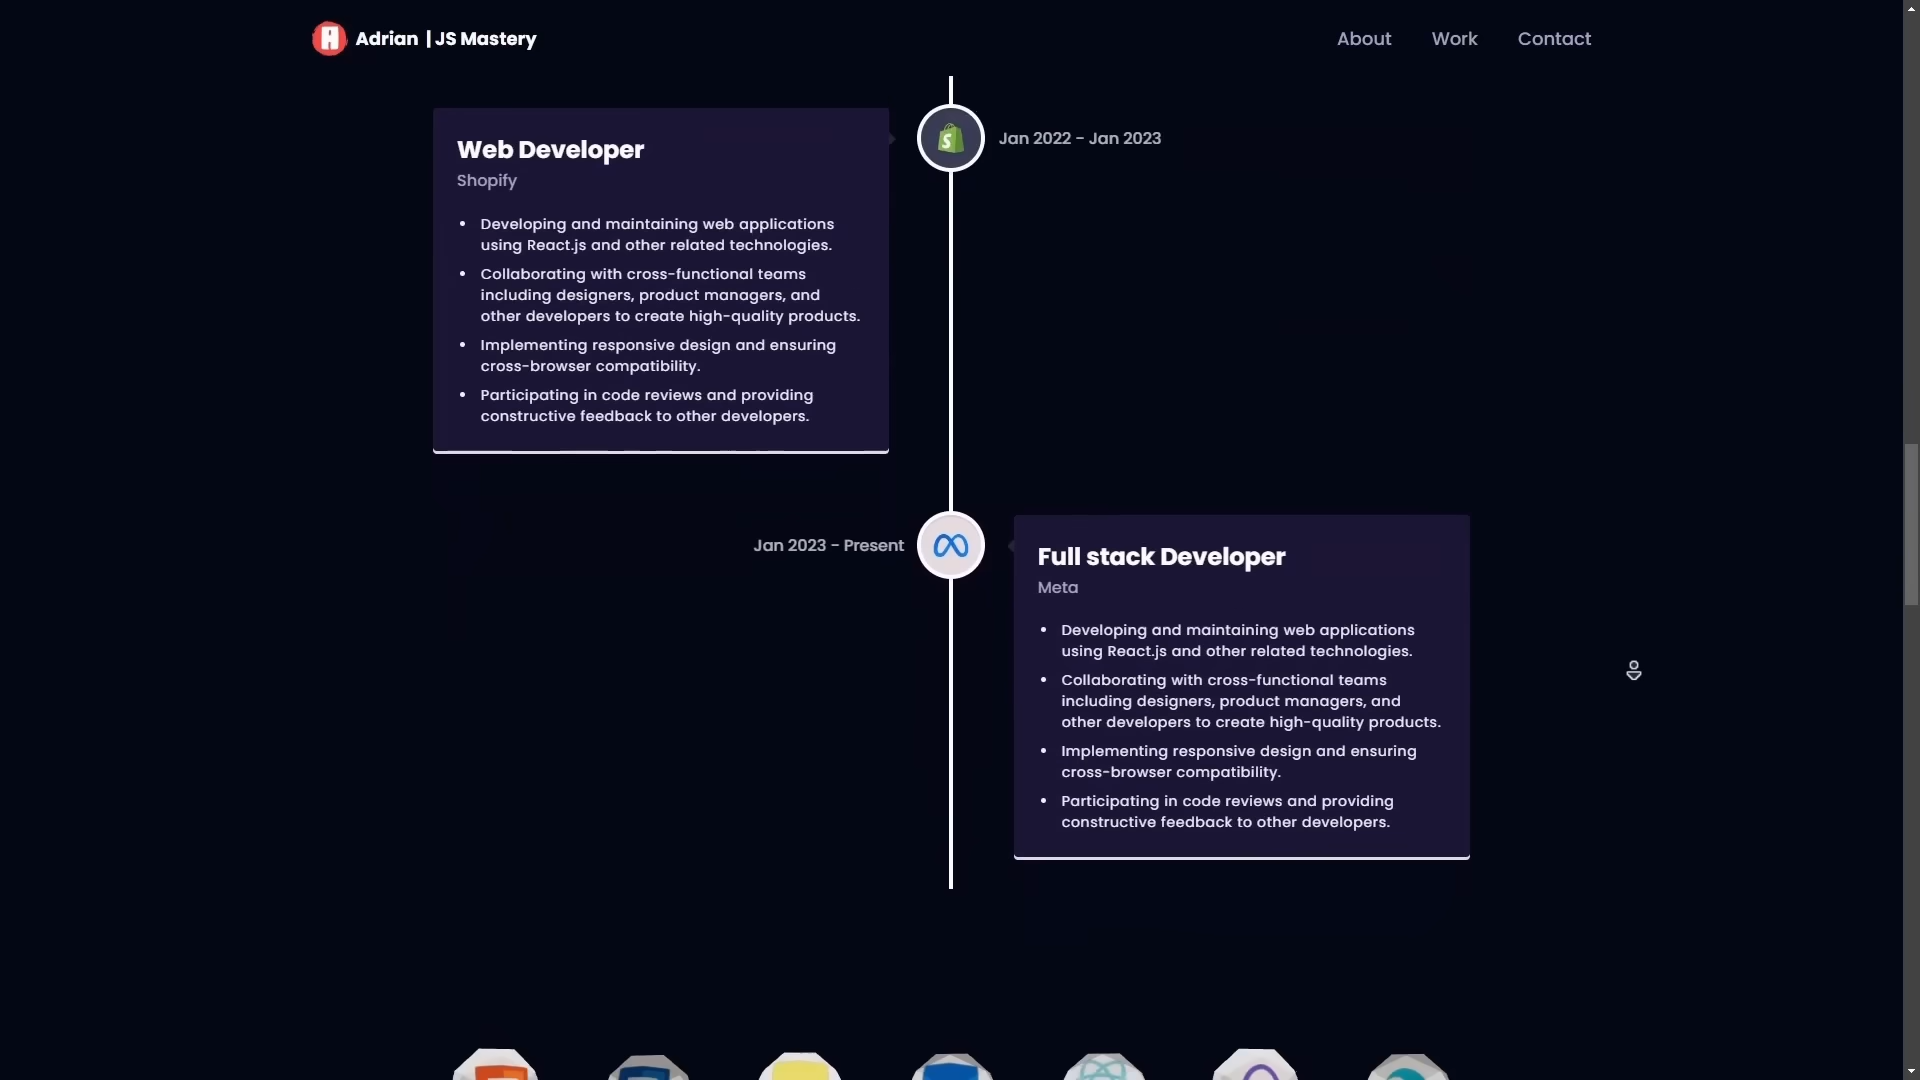 Adrian | JS Mastery
About
Work
Contact
Web Developer
Shopify
• Developing and maintaining web applications
using React.js and other related technologies.
• Collaborating with cross-functional teams
including designers, product managers, and
other developers to create high-quality products.
• Implementing responsive design and ensuring
cross-browser compatibility.
• Participating in code reviews and providing
constructive feedback to other developers.
Jan 2022 - Jan 2023
Jan 2023 - Present
Full stack Developer
Meta
• Developing and maintaining web applications
using React.js and other related technologies.
• Collaborating with cross-functional teams
including designers, product managers, and
other developers to create high-quality products.
• Implementing responsive design and ensuring
cross-browser compatibility.
• Participating in code reviews and providing
constructive feedback to other developers.